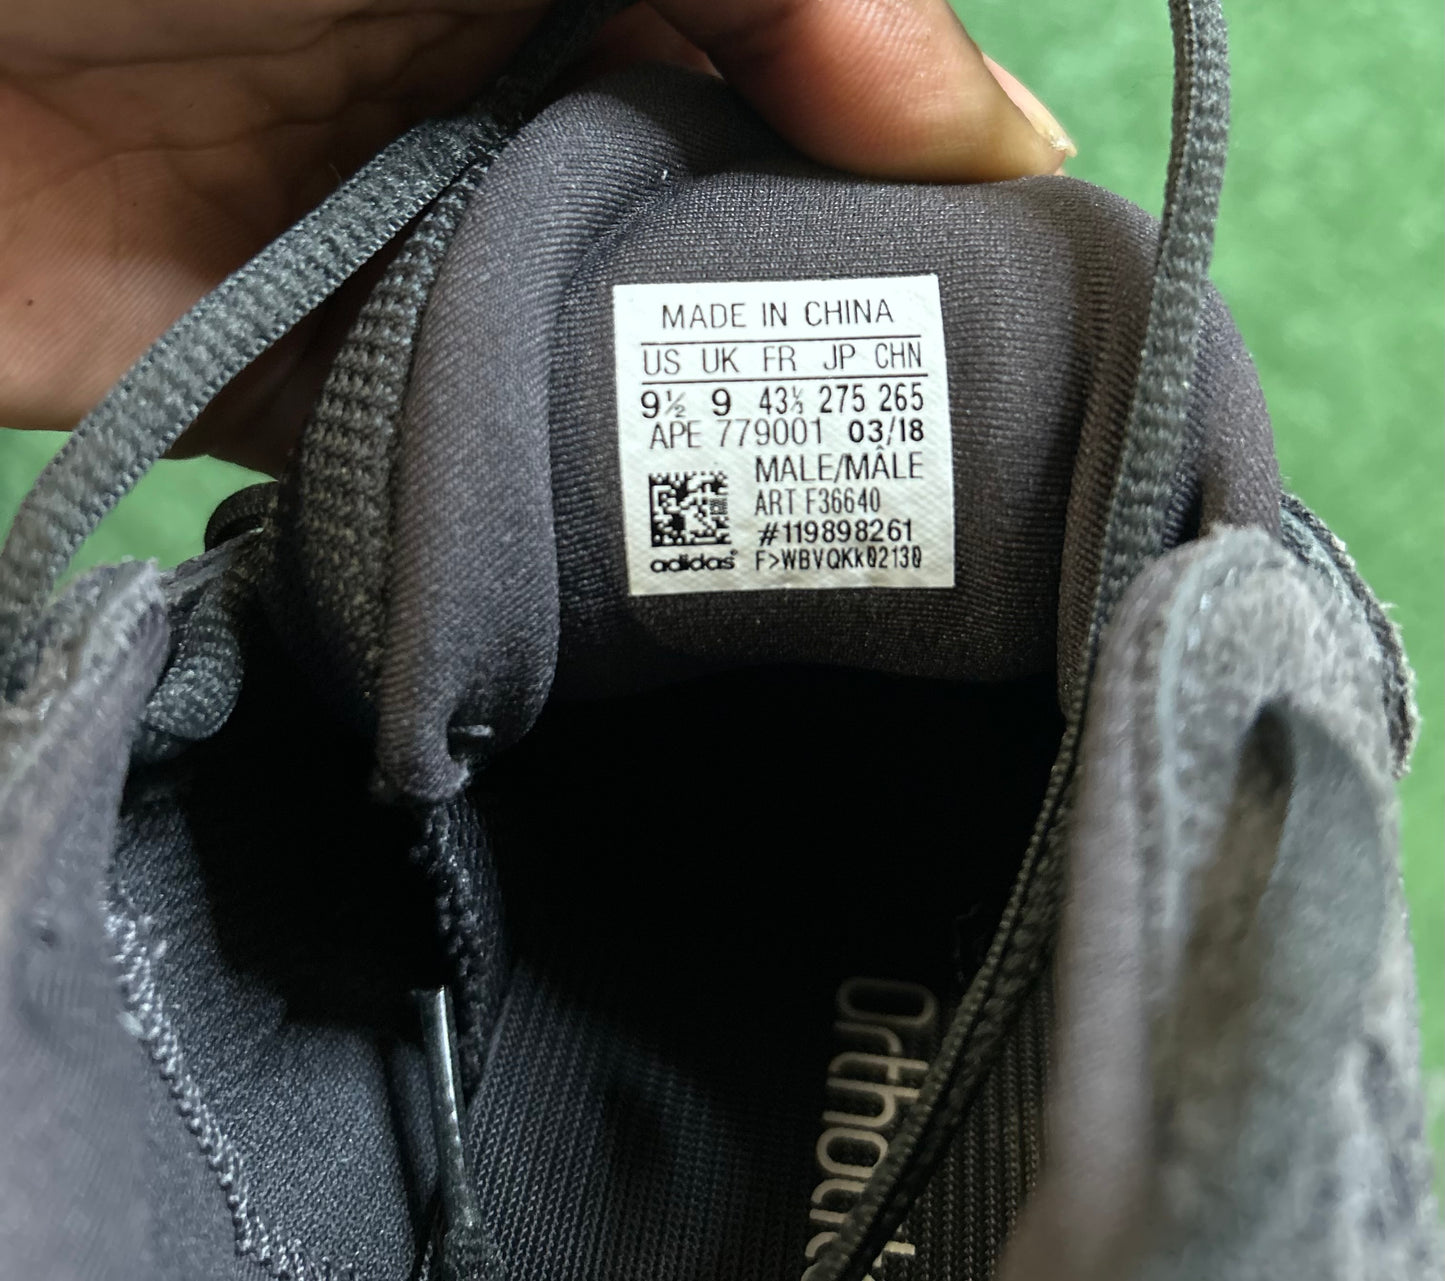 MADE IN CHINA
US UK FR JP CHN
9½ 9 43⅓ 275 265
APE 779001 03/18
MALE/MÂLE
ART F36640
#119898261
adidas® F>WBVQKk02130